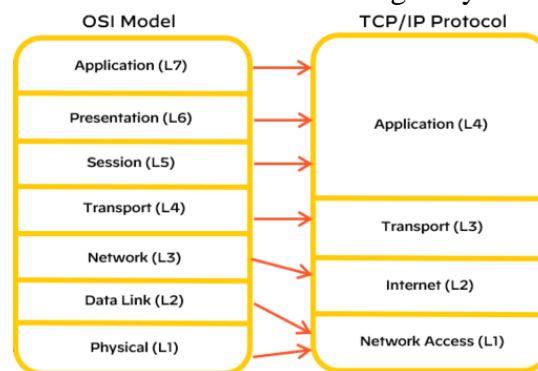 OSI Model
TCP/IP Protocol
Application (L7)
Presentation (L6)
Session (L5)
Transport (L4)
Network (L3)
Data Link (L2)
Physical (L1)
Application (L4)
Transport (L3)
Internet (L2)
Network Access (L1)